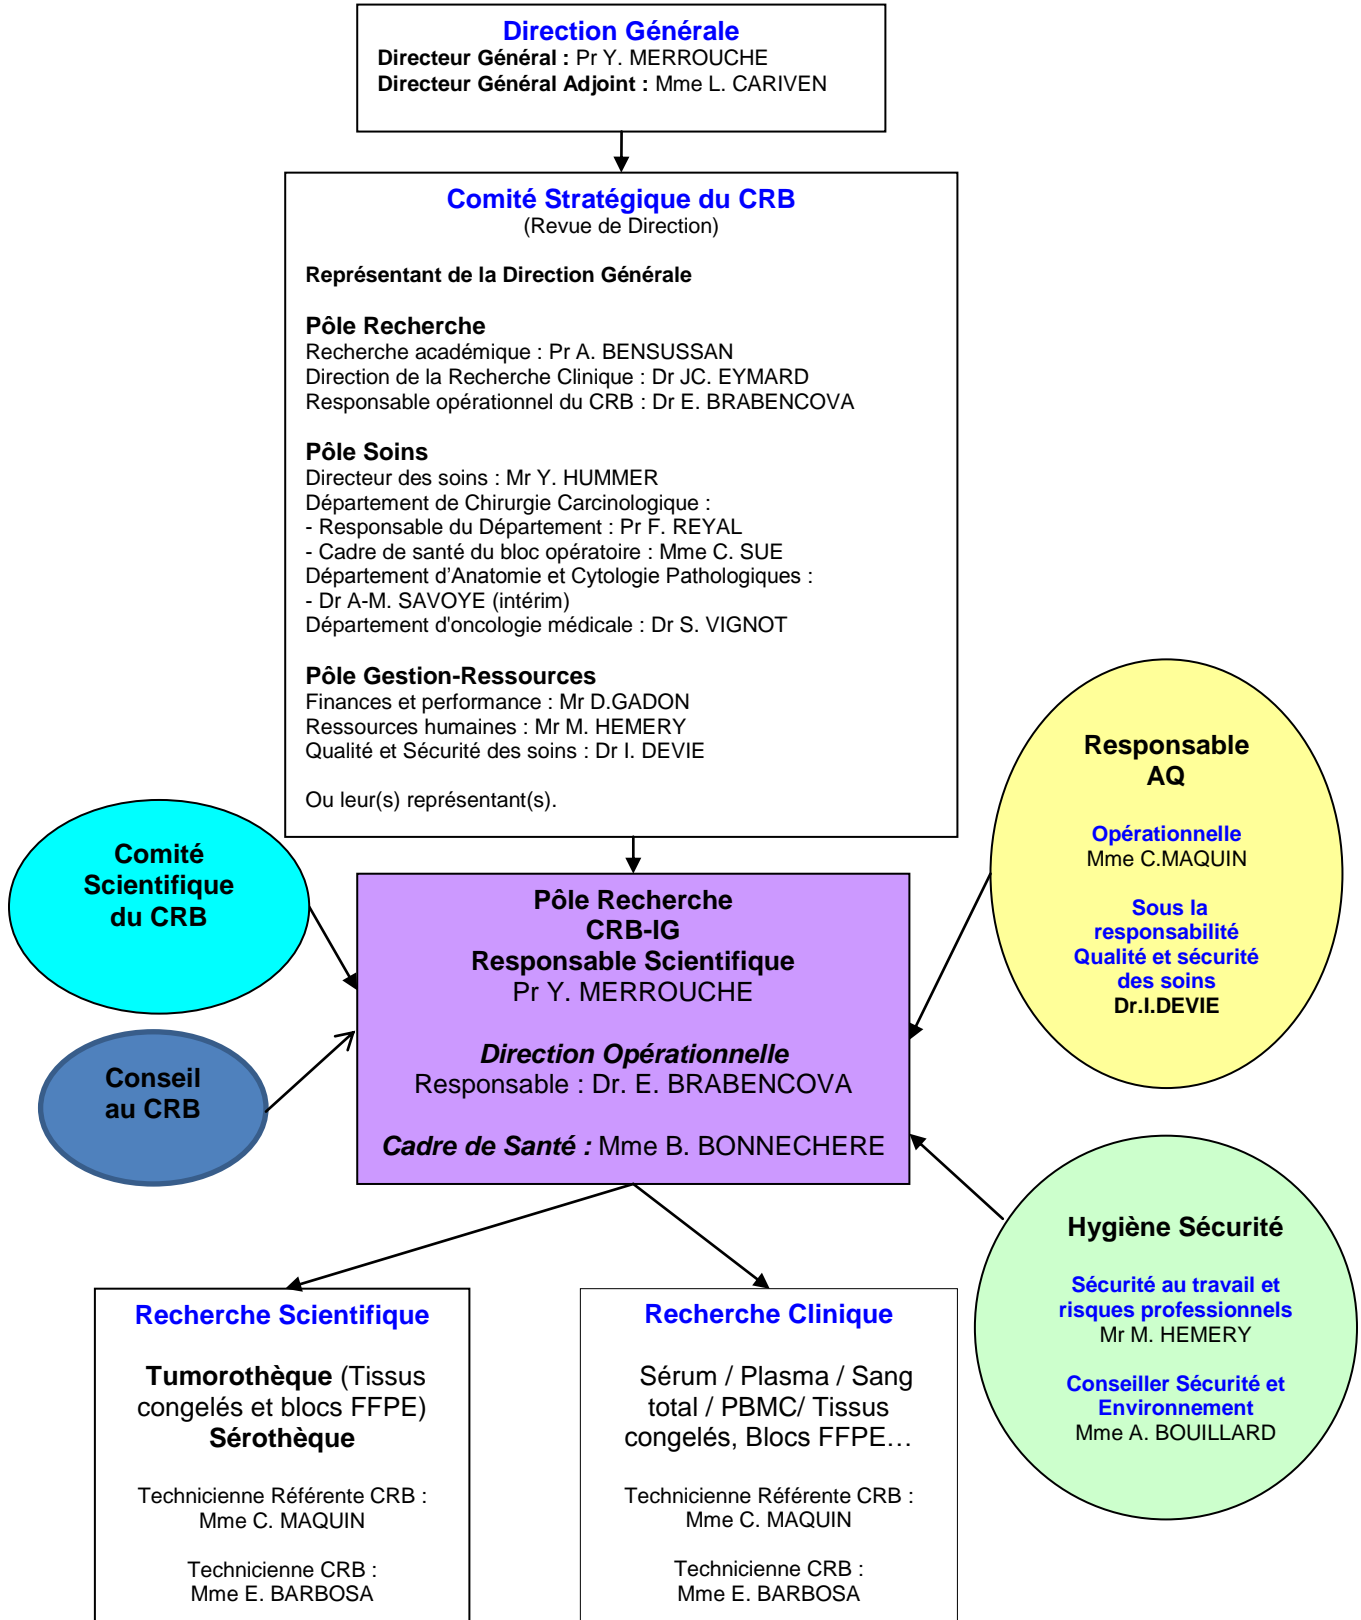 Direction Générale
Directeur Général : Pr Y. MERROUCHE
Directeur Général Adjoint : Mme L. CARIVEN
Comité Stratégique du CRB
(Revue de Direction)
Représentant de la Direction Générale
Pôle Recherche
Recherche académique : Pr A. BENSUSSAN
Direction de la Recherche Clinique : Dr JC. EYMARD
Responsable opérationnel du CRB : Dr E. BRABENCOVA
Pôle Soins
Directeur des soins : Mr Y. HUMMER
Département de Chirurgie Carcinologique :
- Responsable du Département : Pr F. REYAL
- Cadre de santé du bloc opératoire : Mme C. SUE
Département d'Anatomie et Cytologie Pathologiques :
- Dr A-M. SAVOYE (intérim)
Département d'oncologie médicale : Dr S. VIGNOT
Pôle Gestion-Ressources
Finances et performance : Mr D.GADON
Ressources humaines : Mr M. HEMERY
Qualité et Sécurité des soins : Dr I. DEVIE
Ou leur(s) représentant(s).
Comité
Scientifique
du CRB
Conseil
au CRB
Pôle Recherche
CRB-IG
Responsable Scientifique
Pr Y. MERROUCHE
Direction Opérationnelle
Responsable : Dr. E. BRABENCOVA
Cadre de Santé : Mme B. BONNECHERE
Responsable
AQ
Opérationnelle
Mme C.MAQUIN
Sous la
responsabilité
Qualité et sécurité
des soins
Dr.I.DEVIE
Hygiène Sécurité
Sécurité au travail et
risques professionnels
Mr M. HEMERY
Conseiller Sécurité et
Environnement
Mme A. BOUILLARD
Recherche Scientifique
Tumorothèque (Tissus
congelés et blocs FFPE)
Sérothèque
Technicienne Référente CRB :
Mme C. MAQUIN
Technicienne CRB :
Mme E. BARBOSA
Recherche Clinique
Sérum / Plasma / Sang
total / PBMC/ Tissus
congelés, Blocs FFPE…
Technicienne Référente CRB :
Mme C. MAQUIN
Technicienne CRB :
Mme E. BARBOSA